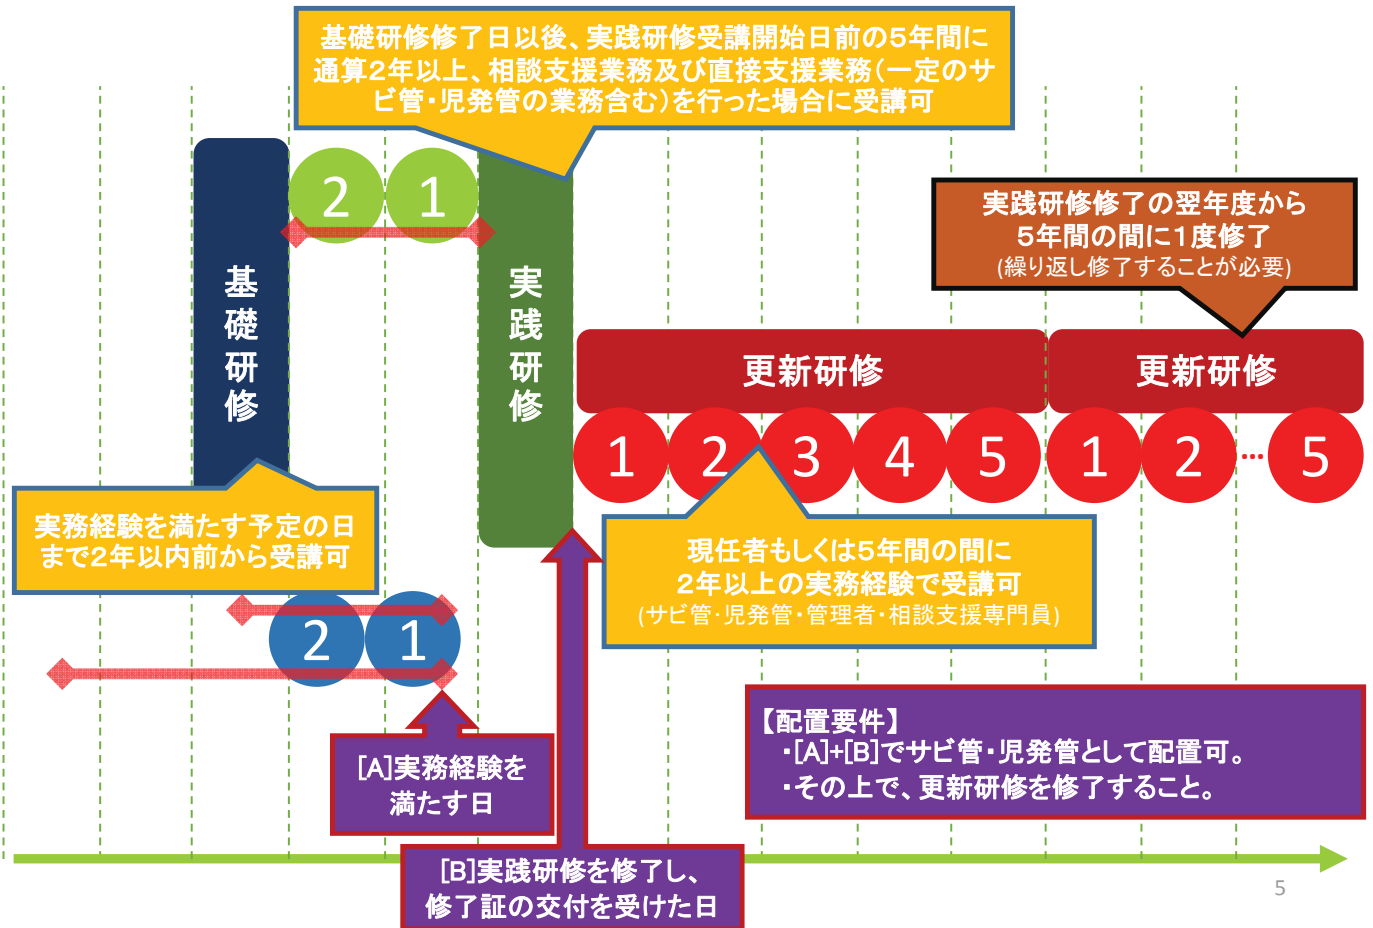 基礎研修修了日以後、実践研修受講開始日前の５年間に
通算２年以上、相談支援業務及び直接支援業務（一定のサ
ビ管・児発管の業務含む）を行った場合に受講可
2
1
実践研修修了の翌年度から
５年間の間に１度修了
(繰り返し修了することが必要)
基礎研修
実践研修
更新研修
更新研修
1
2
3
4
5
1
2
…
5
実務経験を満たす予定の日
まで２年以内前から受講可
現任者もしくは５年間の間に
２年以上の実務経験で受講可
(サビ管・児発管・管理者・相談支援専門員)
2
1
[A]実務経験を
満たす日
【配置要件】
・[A]+[B]でサビ管・児発管として配置可。
・その上で、更新研修を修了すること。
[B]実践研修を修了し、
修了証の交付を受けた日
5